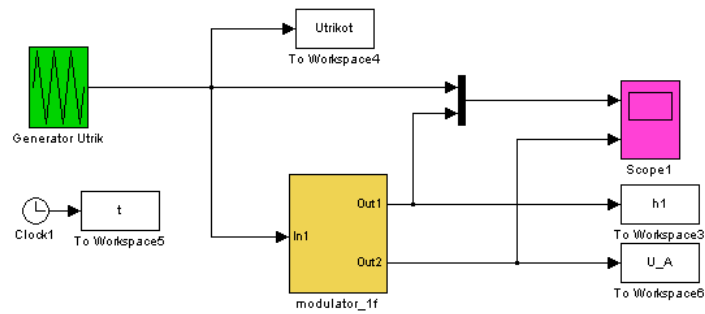 Utrikot
To Workspace4
Generator Utrik
Scope1
t
Clock1
To Workspace5
In1
Out1
Out2
modulator_1f
h1
To Workspace3
U_A
To Workspace6